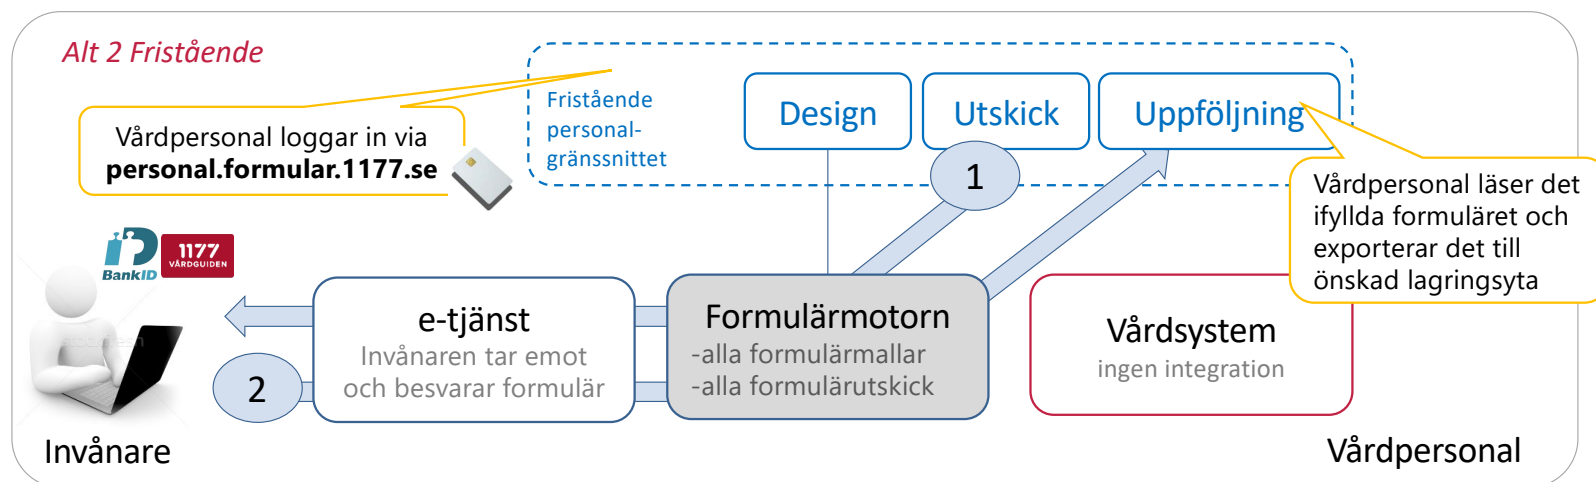 Alt 2 Fristående
Vårdpersonal loggar in via
personal.formular.1177.se
Fristående
personal-
gränssnittet
Design
Utskick
Uppföljning
1
Vårdpersonal läser det
ifyllda formuläret och
exporterar det till
önskad lagringsyta
BankID
1177
VÅRDGUIDEN
e-tjänst
Invånaren tar emot
och besvarar formulär
2
Formulärmotorn
-alla formulärmallar
-alla formulärutskick
Vårdsystem
ingen integration
Invånare
Vårdpersonal